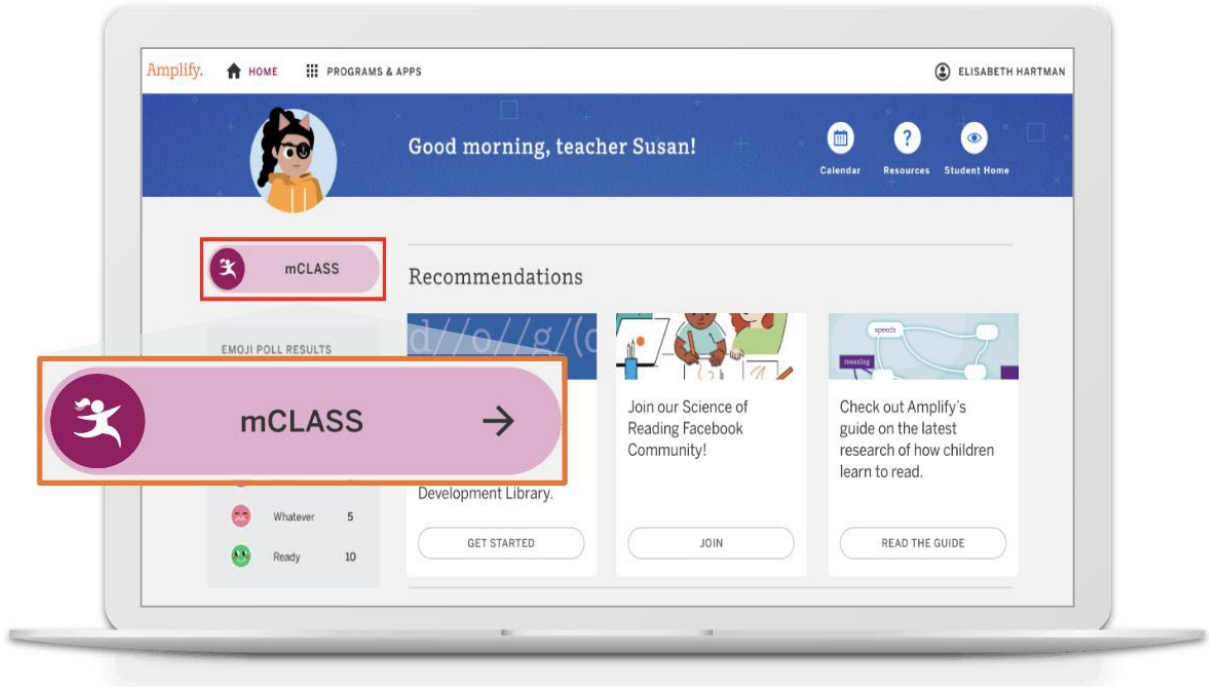 Amplify. HOME PROGRAMS & APPS ELISABETH HARTMAN
Good morning, teacher Susan!
Calendar Resources Student Home
mCLASS
Recommendations
EMOJI POLL RESULTS
mCLASS
Whatever 5
Ready 10
d//o//g/(c
Development Library.
GET STARTED
Join our Science of
Reading Facebook
Community!
JOIN
speech
meaning
Check out Amplify's
guide on the latest
research of how children
learn to read.
READ THE GUIDE